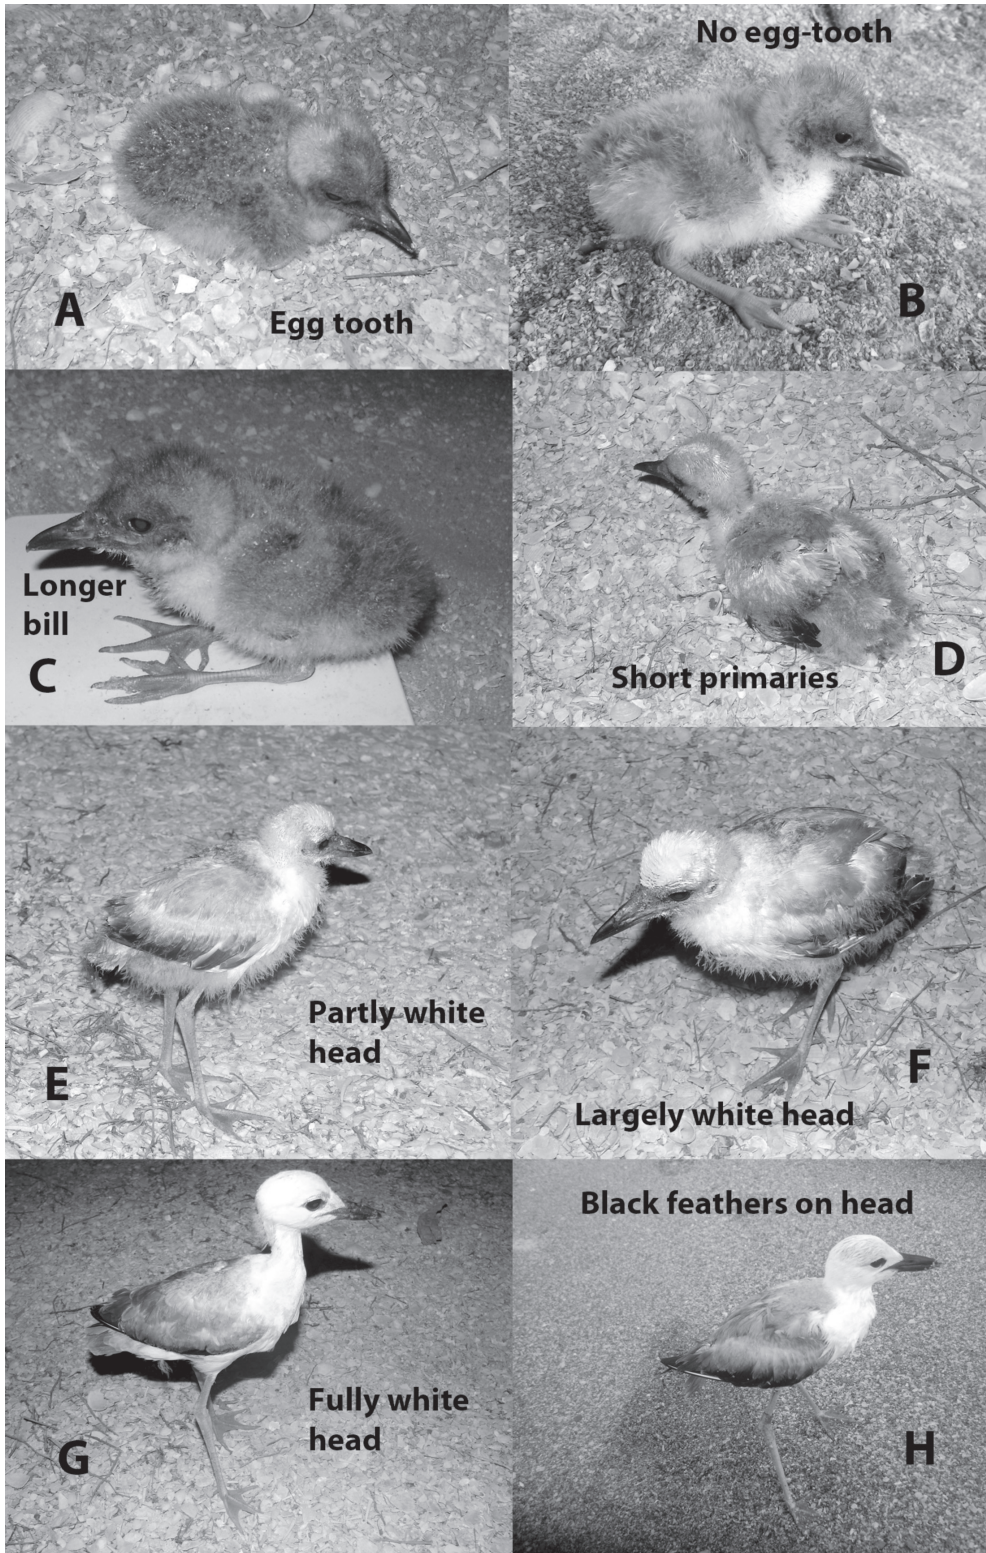 No egg-tooth
A
Egg tooth
B
Longer
bill
C
Short primaries
D
Partly white
head
E
F
Largely white head
Black feathers on head
Fully white
head
G
H